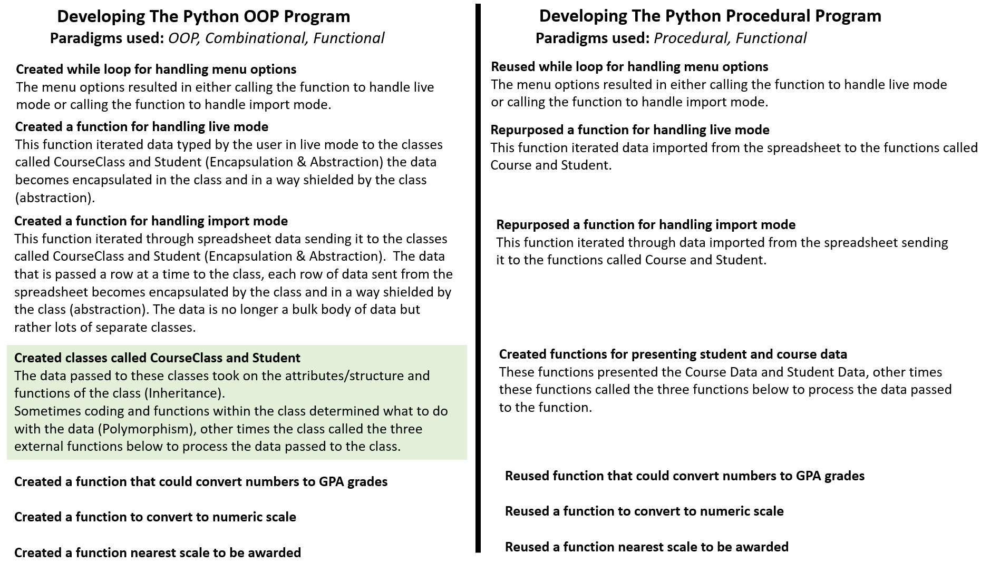 Developing The Python OOP Program
Paradigms used: OOP, Combinational, Functional
Created while loop for handling menu options
The menu options resulted in either calling the function to handle live
mode or calling the function to handle import mode.
Created a function for handling live mode
This function iterated data typed by the user in live mode to the classes
called CourseClass and Student (Encapsulation & Abstraction) the data
becomes encapsulated in the class and in a way shielded by the class
(abstraction).
Created a function for handling import mode
This function iterated through spreadsheet data sending it to the classes
called CourseClass and Student (Encapsulation & Abstraction).  The data
that is passed a row at a time to the class, each row of data sent from the
spreadsheet becomes encapsulated by the class and in a way shielded by
the class (abstraction). The data is no longer a bulk body of data but
rather lots of separate classes.
Created classes called CourseClass and Student
The data passed to these classes took on the attributes/structure and
functions of the class (Inheritance).
Sometimes coding and functions within the class determined what to do
with the data (Polymorphism), other times the class called the three
external functions below to process the data passed to the class.
Created a function that could convert numbers to GPA grades
Created a function to convert to numeric scale
Created a function nearest scale to be awarded
Developing The Python Procedural Program
Paradigms used: Procedural, Functional
Reused while loop for handling menu options
The menu options resulted in either calling the function to handle live mode
or calling the function to handle import mode.
Repurposed a function for handling live mode
This function iterated data imported from the spreadsheet to the functions called
Course and Student.
Repurposed a function for handling import mode
This function iterated through data imported from the spreadsheet sending
it to the functions called Course and Student.
Created functions for presenting student and course data
These functions presented the Course Data and Student Data, other times
these functions called the three functions below to process the data passed
to the function.
Reused function that could convert numbers to GPA grades
Reused a function to convert to numeric scale
Reused a function nearest scale to be awarded